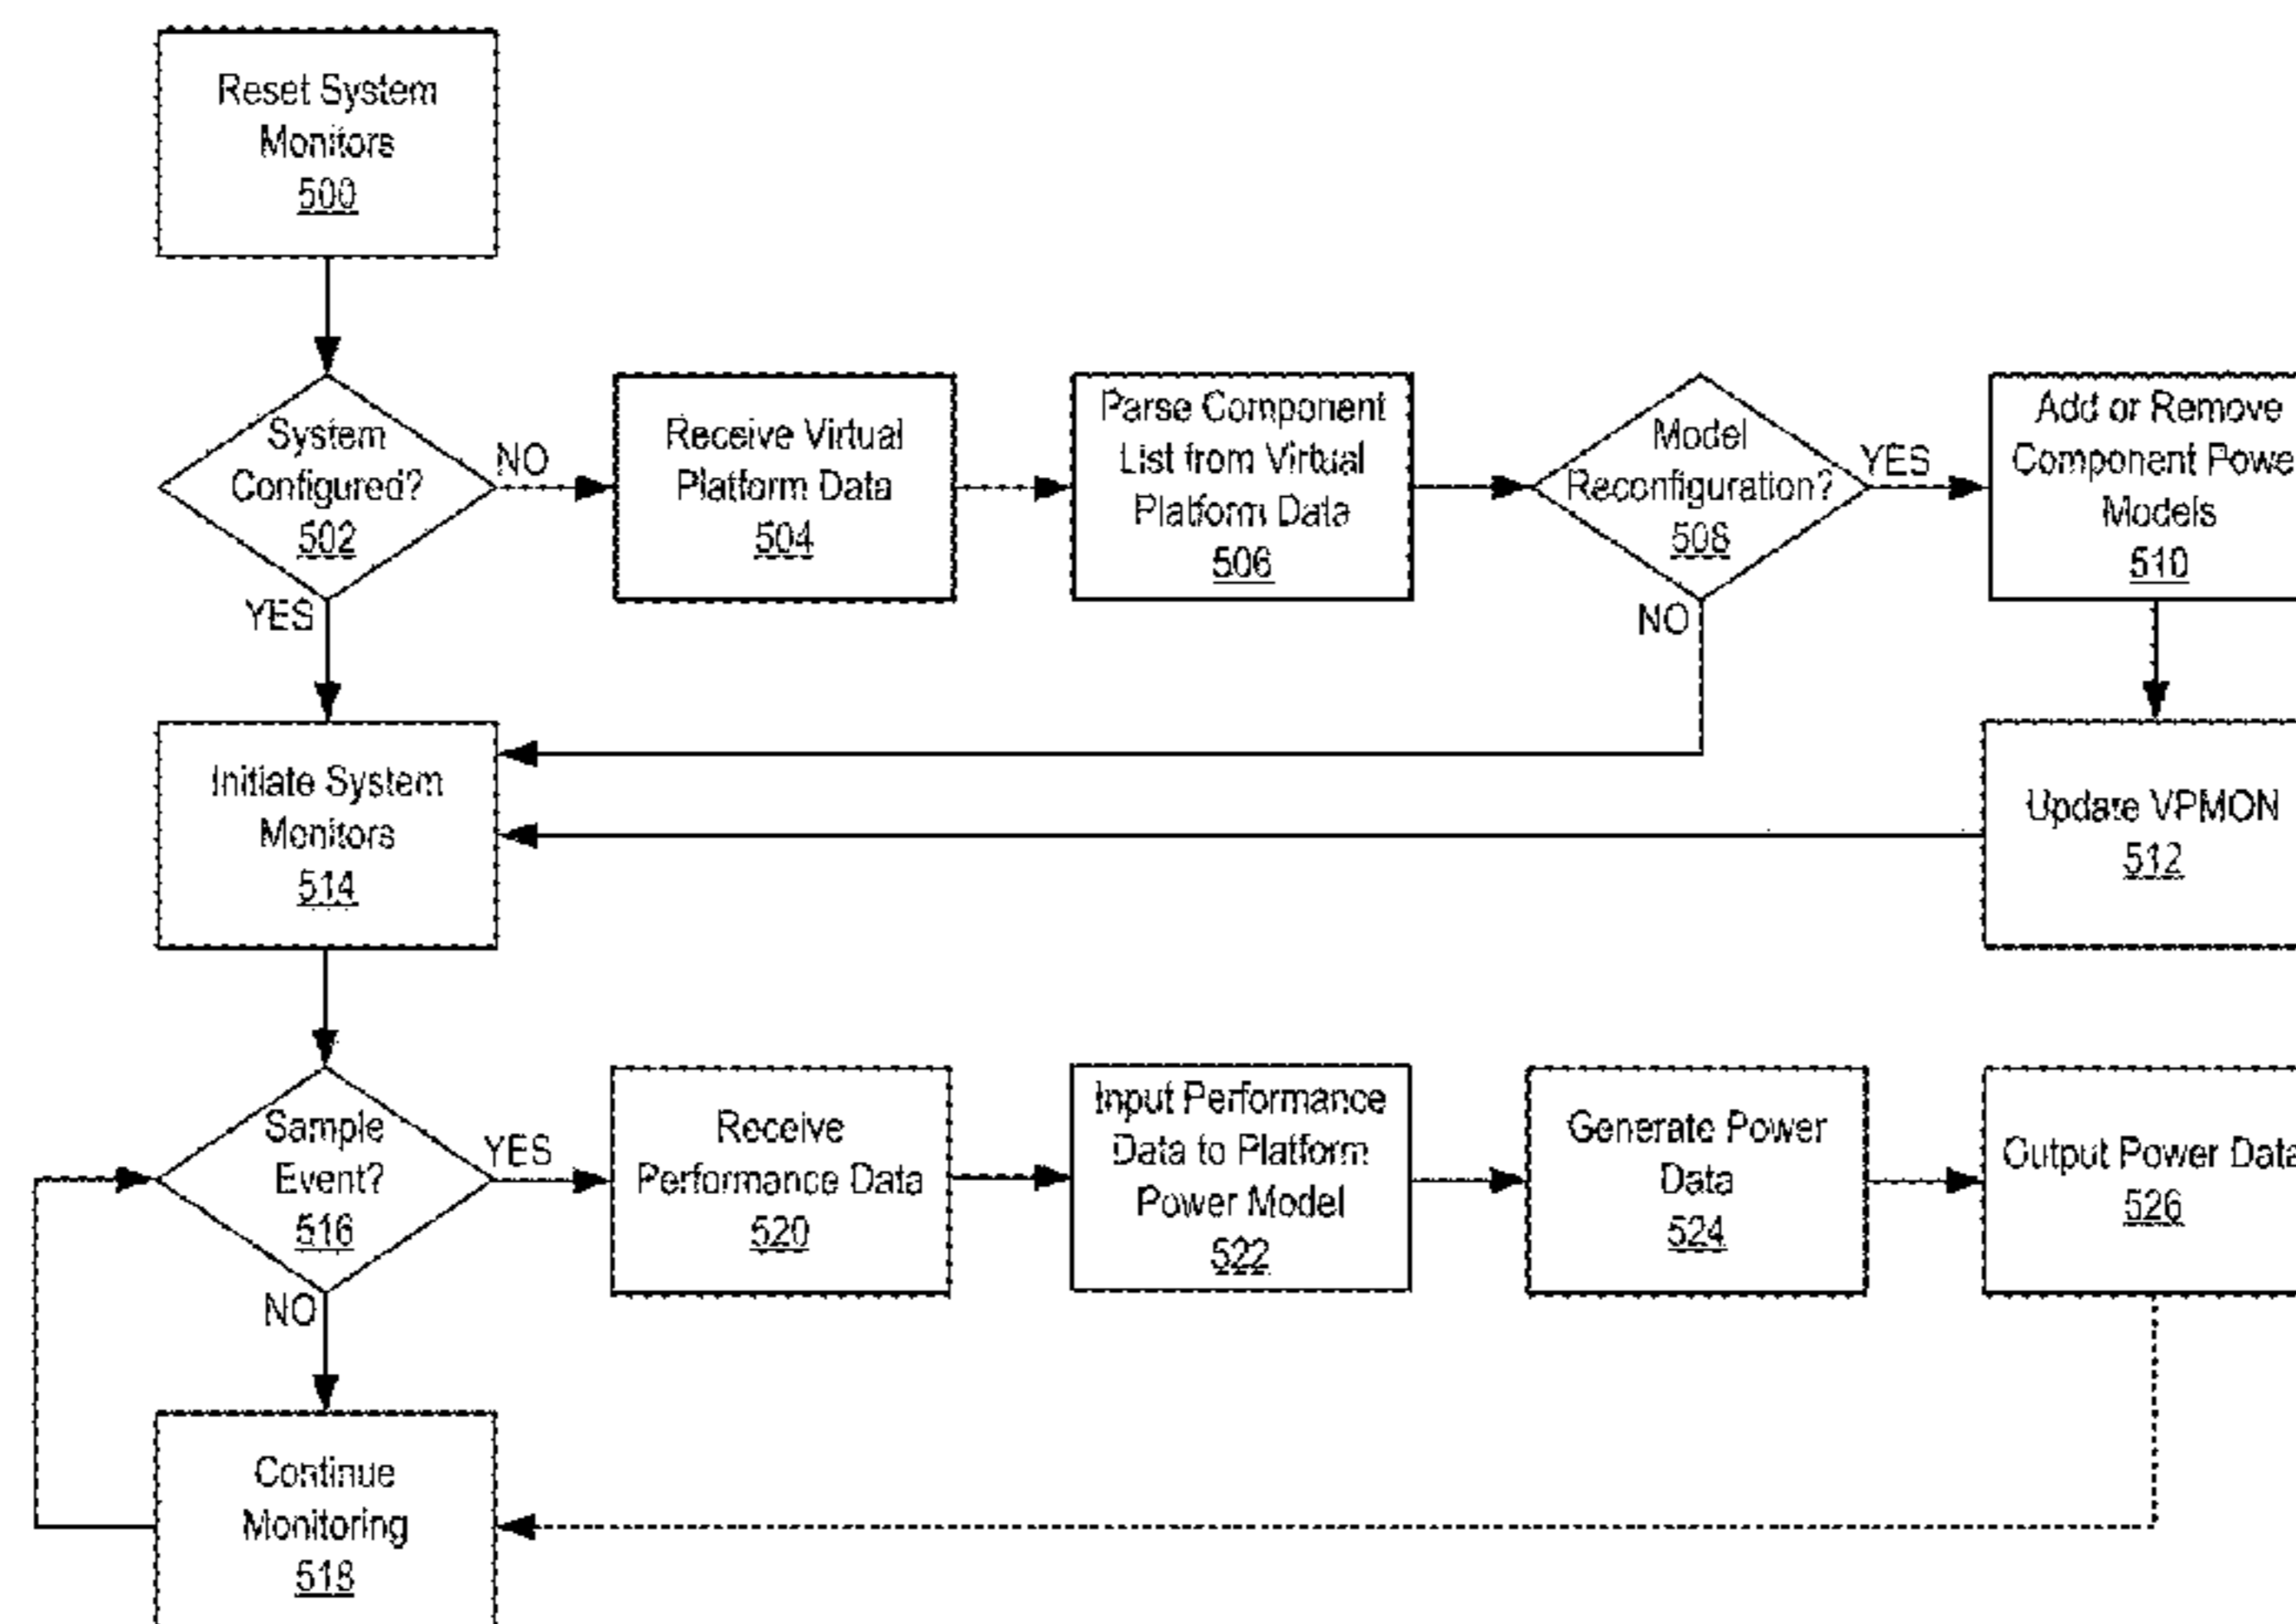 Reset System
Monitors
500
System
Configured?
502
NO
YES
Receive Virtual
Platform Data
504
Parse Component
List from Virtual
Platform Data
506
Model
Reconfiguration?
508
YES
NO
Add or Remove
Component Powe
Models
510
Update VPMON
512
Initiate System
Monitors
514
Sample
Event?
516
YES
NO
Receive
Performance Data
520
Input Performance
Data to Platform
Power Model
522
Generate Power
Data
524
Output Power Data
526
Continue
Monitoring
518